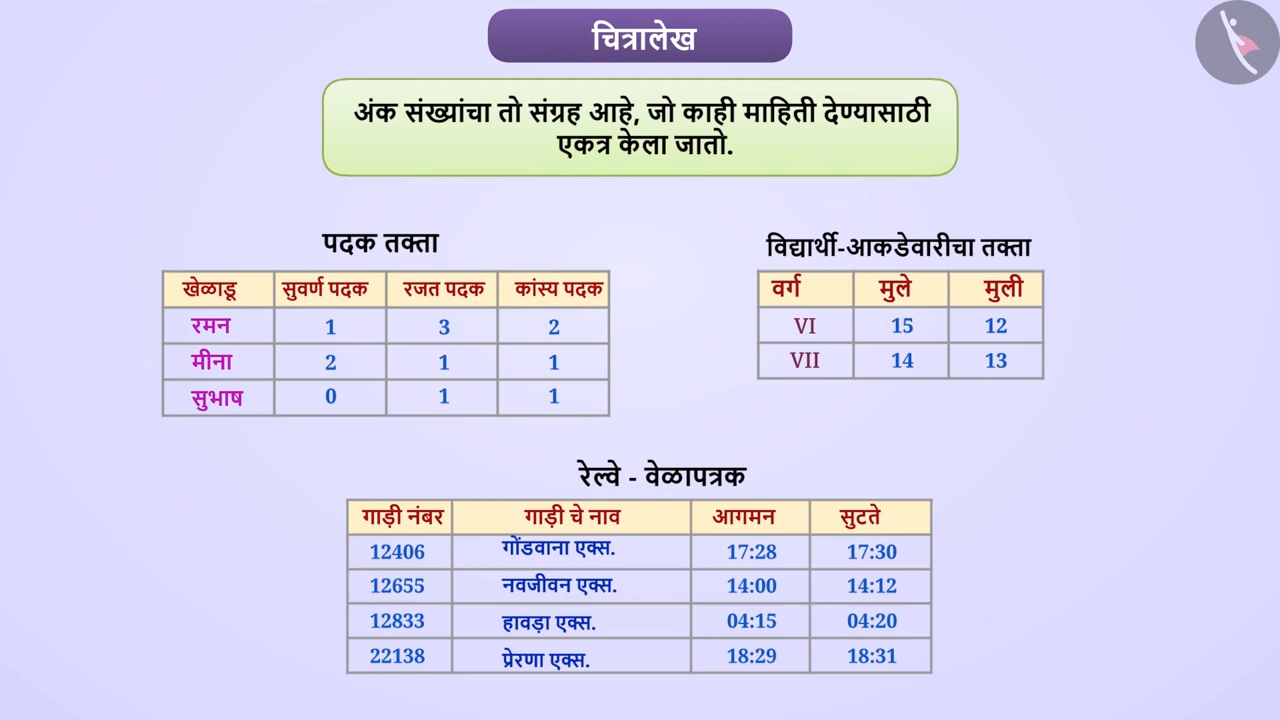 चित्रालेख
अंक संख्यांचा तो संग्रह आहे, जो काही माहिती देण्यासाठी
एकत्र केला जातो.
पदक तक्ता
खेळाडू सुवर्ण पदक रजत पदक कांस्य पदक
रमन 1 3 2
मीना 2 1 1
सुभाष 0 1 1
विद्यार्थी-आकडेवारीचा तक्ता
वर्ग मुले मुली
VI 15 12
VII 14 13
रेल्वे - वेळापत्रक
गाड़ी नंबर गाड़ी चे नाव आगमन सुटते
12406 गोंडवाना एक्स. 17:28 17:30
12655 नवजीवन एक्स. 14:00 14:12
12833 हावड़ा एक्स. 04:15 04:20
22138 प्रेरणा एक्स. 18:29 18:31